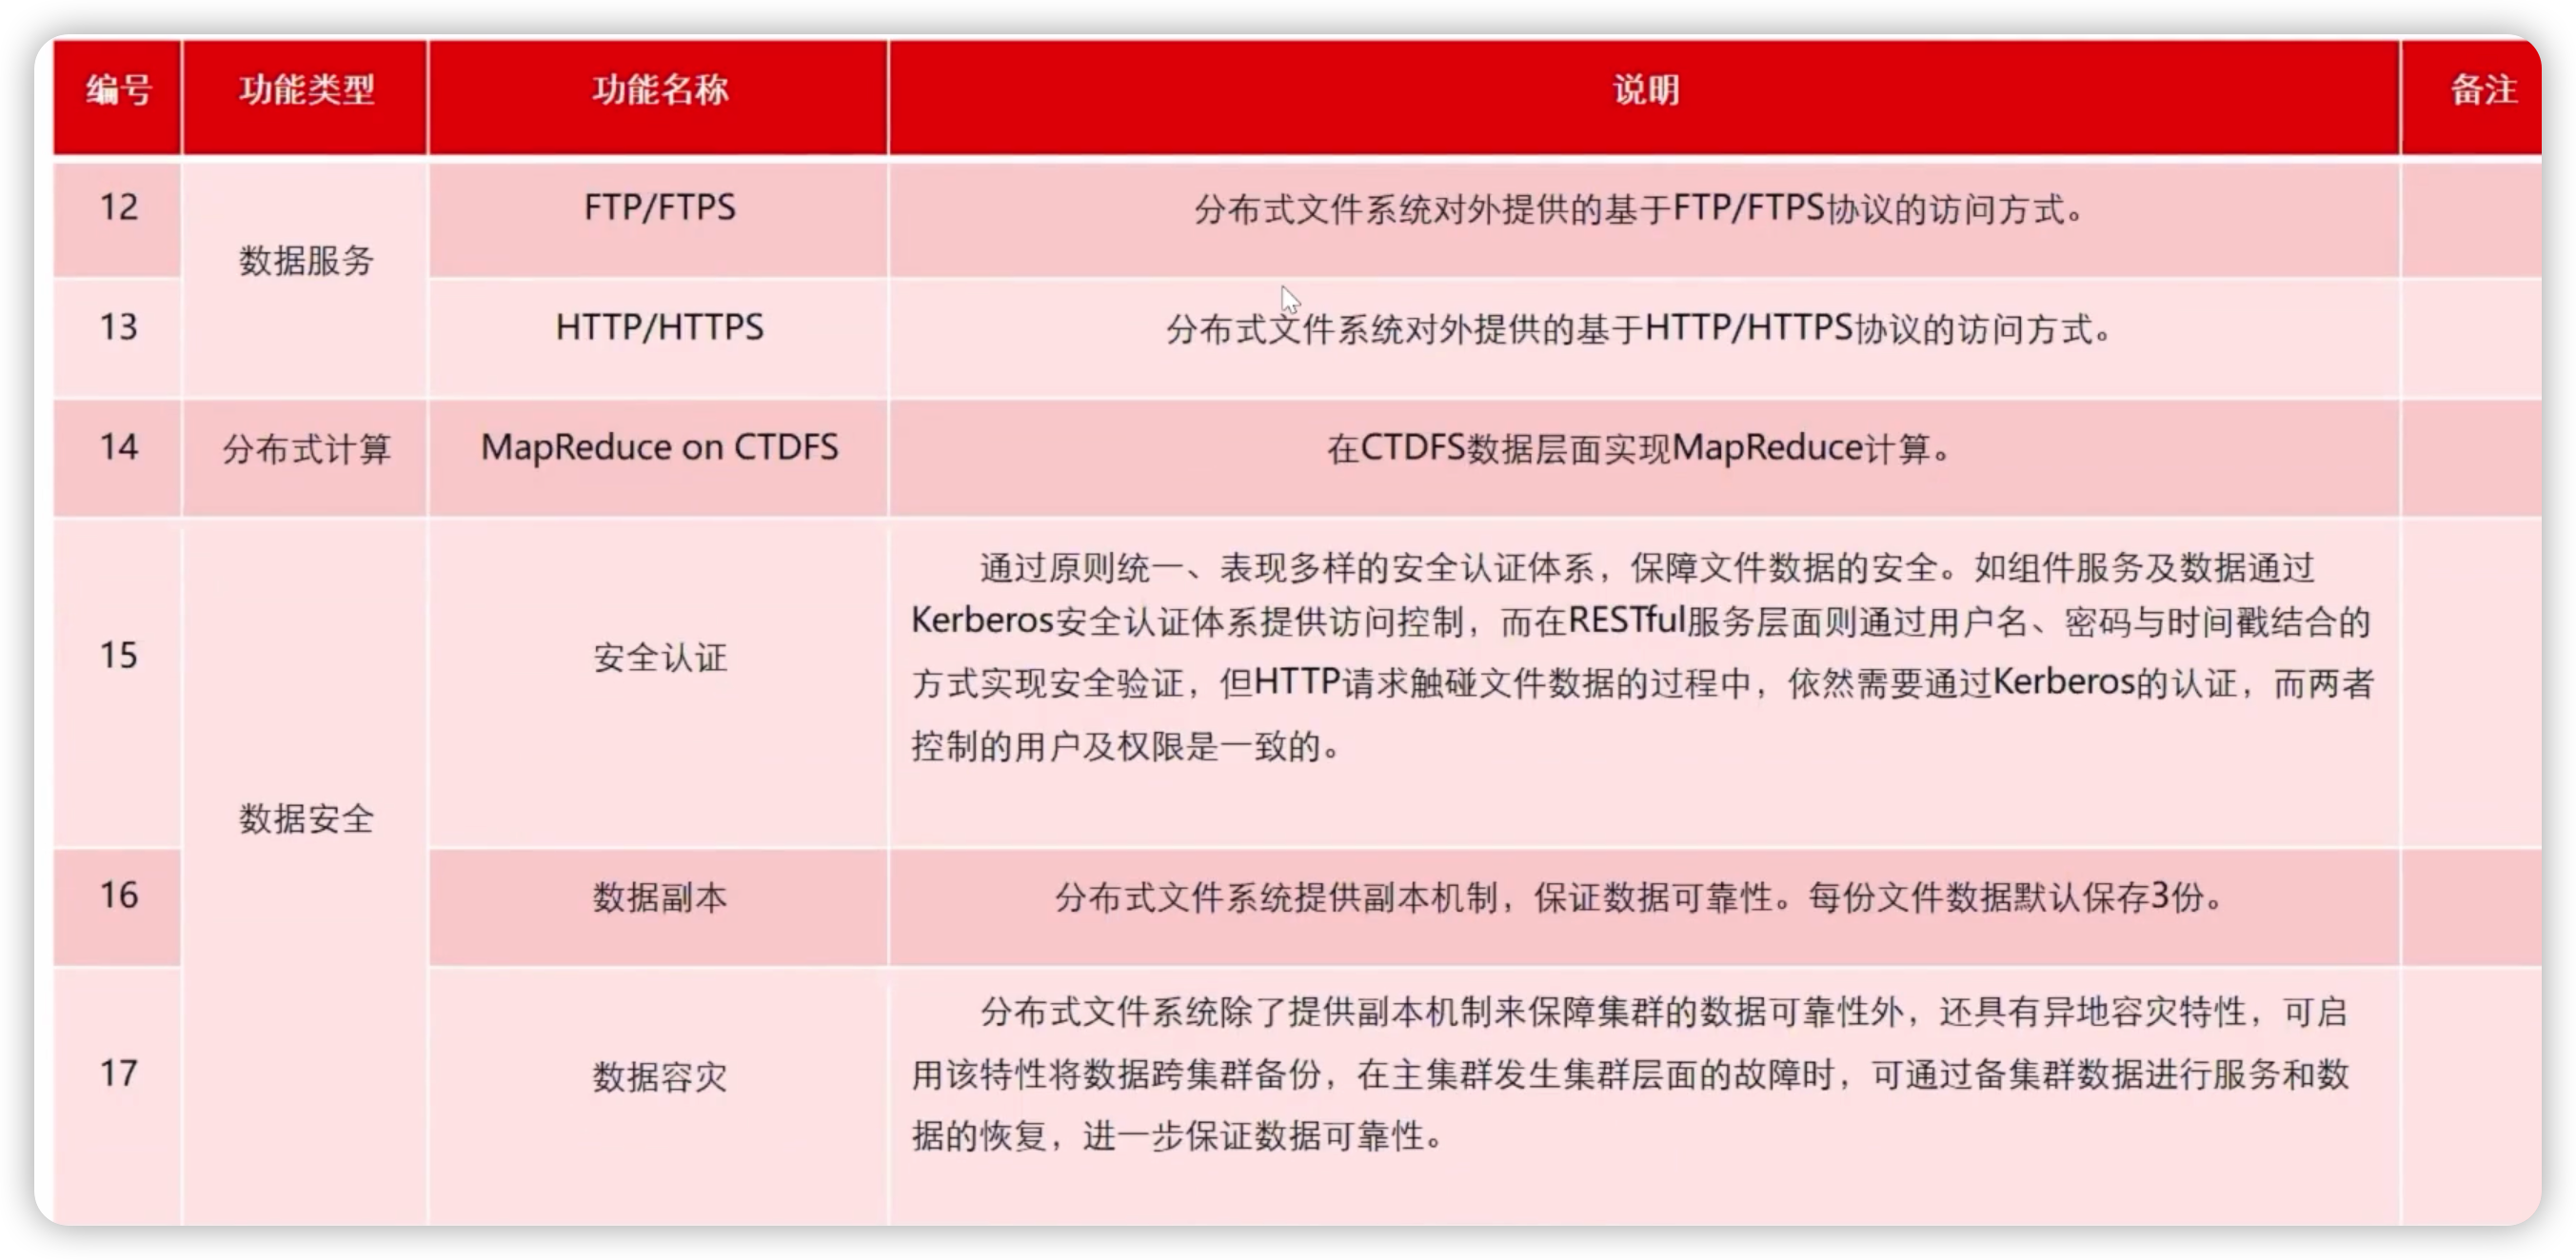 编号 功能类型 功能名称 说明 备注
12 数据服务 FTP/FTPS 分布式文件系统对外提供的基于FTP/FTPS协议的访问方式。
13 HTTP/HTTPS 分布式文件系统对外提供的基于HTTP/HTTPS协议的访问方式。
14 分布式计算 MapReduce on CTDFS 在CTDFS数据层面实现MapReduce计算。
15 数据安全 安全认证 通过原则统一、表现多样的安全认证体系，保障文件数据的安全。如组件服务及数据通过
Kerberos安全认证体系提供访问控制，而在RESTful服务层面则通过用户名、密码与时间戳结合的
方式实现安全验证，但HTTP请求触碰文件数据的过程中，依然需要通过Kerberos的认证，而两者
控制的用户及权限是一致的。
16 数据副本 分布式文件系统提供副本机制，保证数据可靠性。每份文件数据默认保存3份。
17 数据容灾 分布式文件系统除了提供副本机制来保障集群的数据可靠性外，还具有异地容灾特性，可启
用该特性将数据跨集群备份，在主集群发生集群层面的故障时，可通过备集群数据进行服务和数
据的恢复，进一步保证数据可靠性。